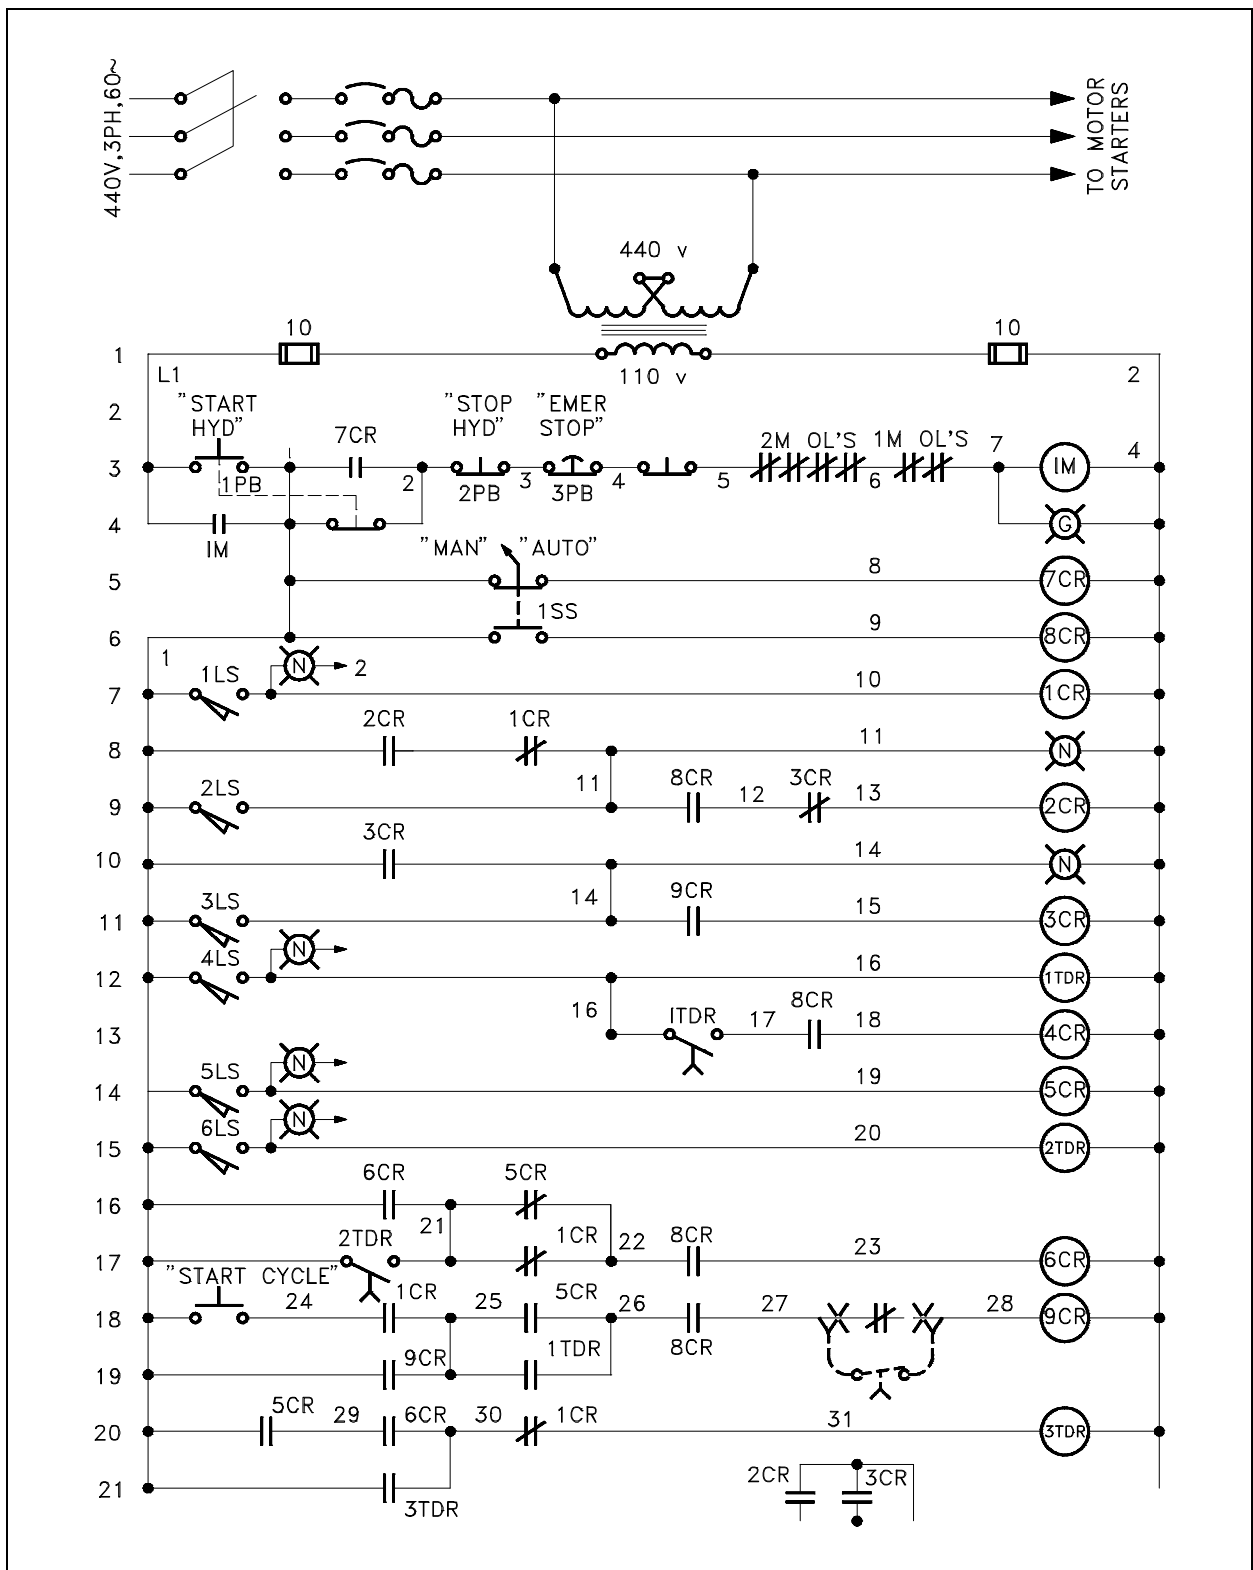 440V,3PH,60~
TO MOTOR
STARTERS
440 v
10
10
1
110 v
L1
2
2
"START
HYD"
"STOP
HYD"
"EMER
STOP"
7CR
2M OL'S
1M OL'S
7
4
3
1PB
2
2PB
3
3PB
4
5
6
IM
4
IM
G
"MAN"
"AUTO"
5
8
7CR
1SS
6
9
8CR
1
N
2
1LS
7
10
1CR
2CR
1CR
8
11
N
11
8CR
12
3CR
2LS
9
13
2CR
3CR
10
14
N
14
9CR
3LS
11
15
3CR
N
4LS
12
16
1TDR
16
1TDR
17
8CR
13
18
4CR
N
5LS
14
19
5CR
N
6LS
15
20
2TDR
6CR
5CR
16
21
2TDR
1CR
22
8CR
17
23
6CR
"START CYCLE"
24
1CR
25
5CR
26
27
28
18
8CR
9CR
9CR
1TDR
19
5CR
29
6CR
30
1CR
31
20
3TDR
21
3TDR
2CR
3CR